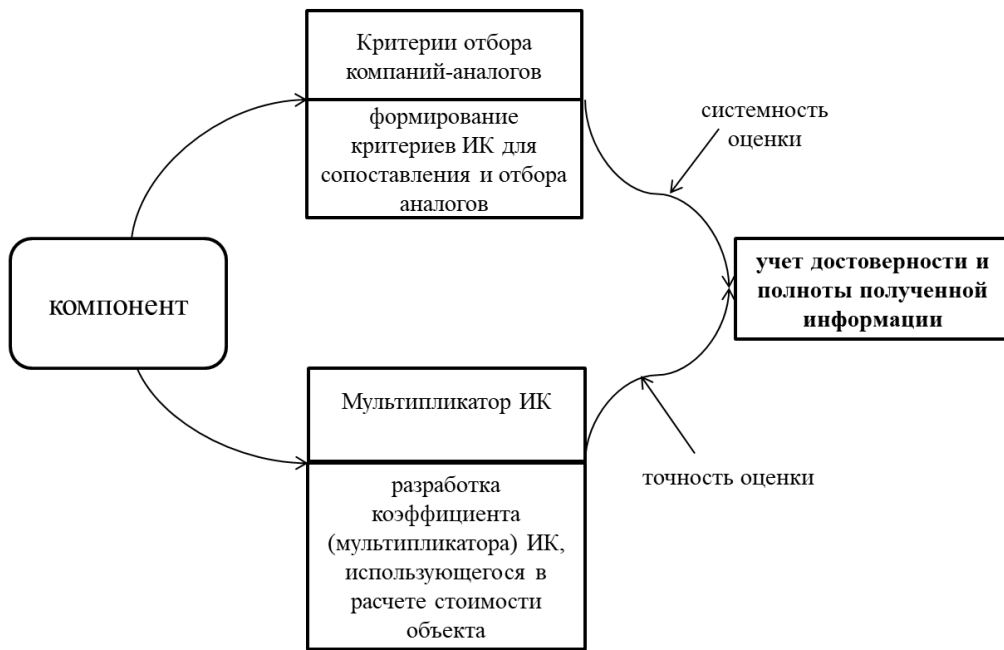 Критерии отбора
компаний-аналогов
формирование
критериев ИК для
сопоставления и отбора
аналогов
системность
оценки
компонент
учет достоверности и
полноты полученной
информации
Мультипликатор ИК
точность оценки
разработка
коэффициента
(мультипликатора) ИК,
использующегося в
расчете стоимости
объекта